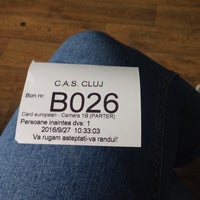 C.A.S. CLUJ
Bon nr:
B026
Card european - Camera 1B (PARTER)
Persoane inaintea dvs: 1
2016/9/27 10:33:03
Va rugam asteptati-va randul!